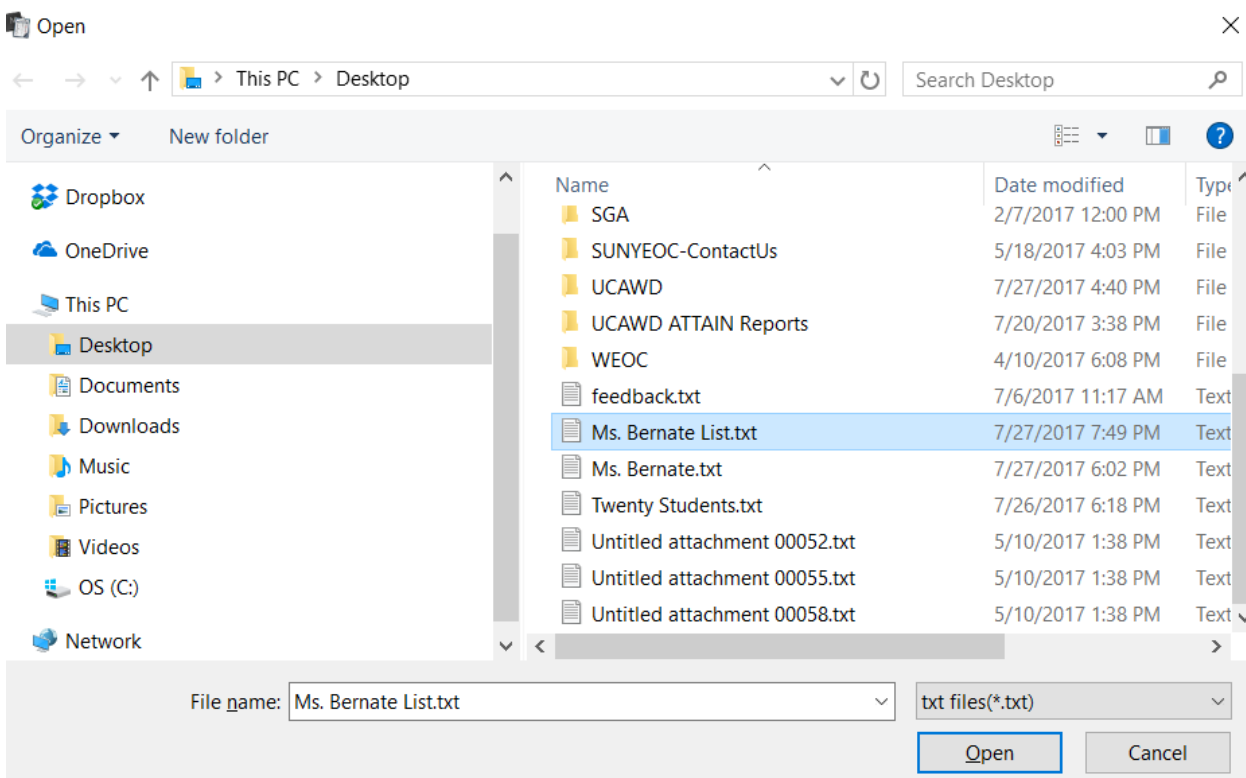 Open
This PC > Desktop
Search Desktop
Organize
New folder
?
Dropbox
OneDrive
This PC
Desktop
Documents
Downloads
Music
Pictures
Videos
OS (C:)
Network
Name Date modified Type
SGA 2/7/2017 12:00 PM File
SUNYEOC-ContactUs 5/18/2017 4:03 PM File
UCAWD 7/27/2017 4:40 PM File
UCAWD ATTAIN Reports 7/20/2017 3:38 PM File
WEOC 4/10/2017 6:08 PM File
feedback.txt 7/6/2017 11:17 AM Text
Ms. Bernate List.txt 7/27/2017 7:49 PM Text
Ms. Bernate.txt 7/27/2017 6:02 PM Text
Twenty Students.txt 7/26/2017 6:18 PM Text
Untitled attachment 00052.txt 5/10/2017 1:38 PM Text
Untitled attachment 00055.txt 5/10/2017 1:38 PM Text
Untitled attachment 00058.txt 5/10/2017 1:38 PM Text
File name: Ms. Bernate List.txt
txt files(*.txt)
Open
Cancel